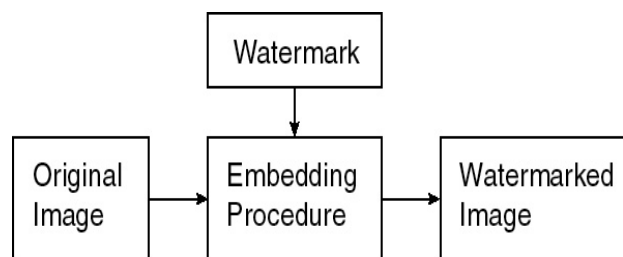 Watermark
Original
Image
Embedding
Procedure
Watermarked
Image